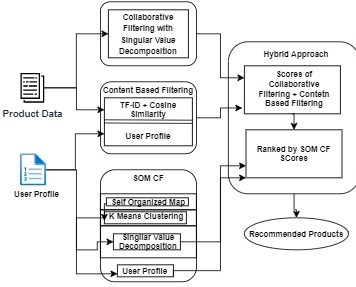 Collaborative
Filtering with
Singular Value
Decomposition
Product Data
Content Based Filtering
TF-ID + Cosine
Similarity
User Profile
User Profile
SOM CF
Self Organized Map
K Means Clustering
Singliar Value
Decomposition
User Profile
Hybrid Approach
Scores of
Collaborative
Filtering + Contetn
Based Filtering
Ranked by SOM CF
SCores
Recommended Products